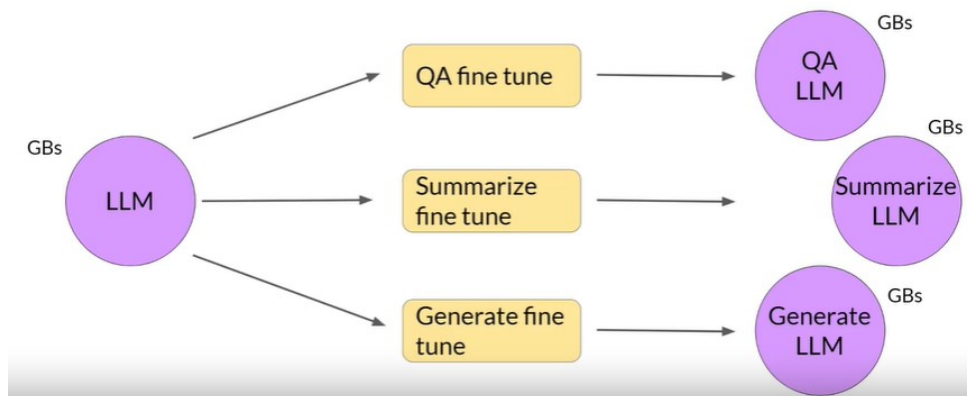 GBs
QA fine tune
QA
LLM
GBs
GBs
LLM
Summarize
fine tune
Summarize
LLM
Generate fine
tune
GBs
Generate
LLM